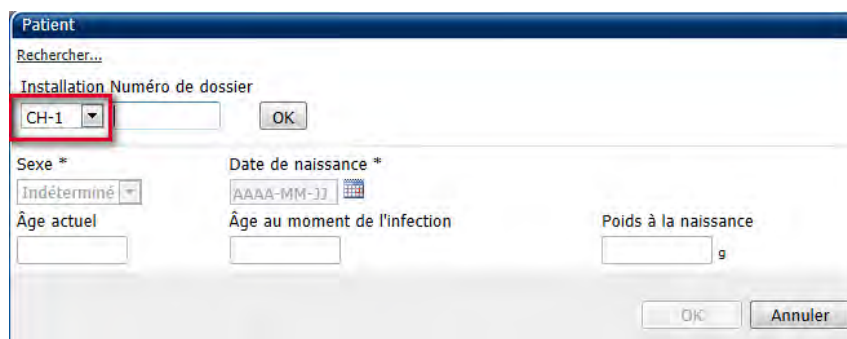 Patient
Rechercher...
Installation Numéro de dossier
CH-1 OK
Sexe * Date de naissance *
Indéterminé AAAA-MM-JJ
Âge actuel Âge au moment de l'infection Poids à la naissance
g
OK Annuler